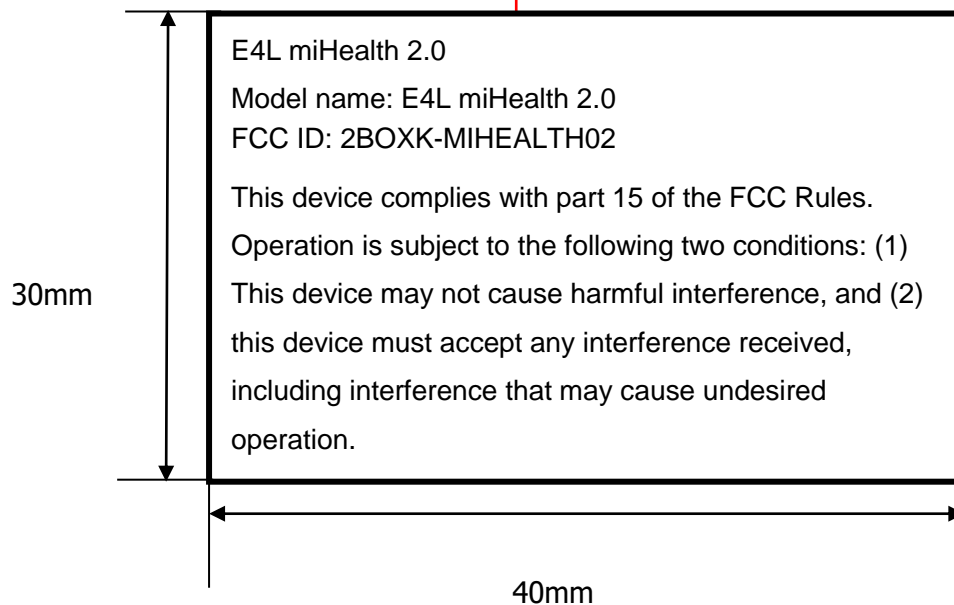 E4L miHealth 2.0
Model name: E4L miHealth 2.0
FCC ID: 2BOXK-MIHEALTH02
This device complies with part 15 of the FCC Rules.
Operation is subject to the following two conditions: (1)
This device may not cause harmful interference, and (2)
this device must accept any interference received,
including interference that may cause undesired
operation.
30mm
40mm